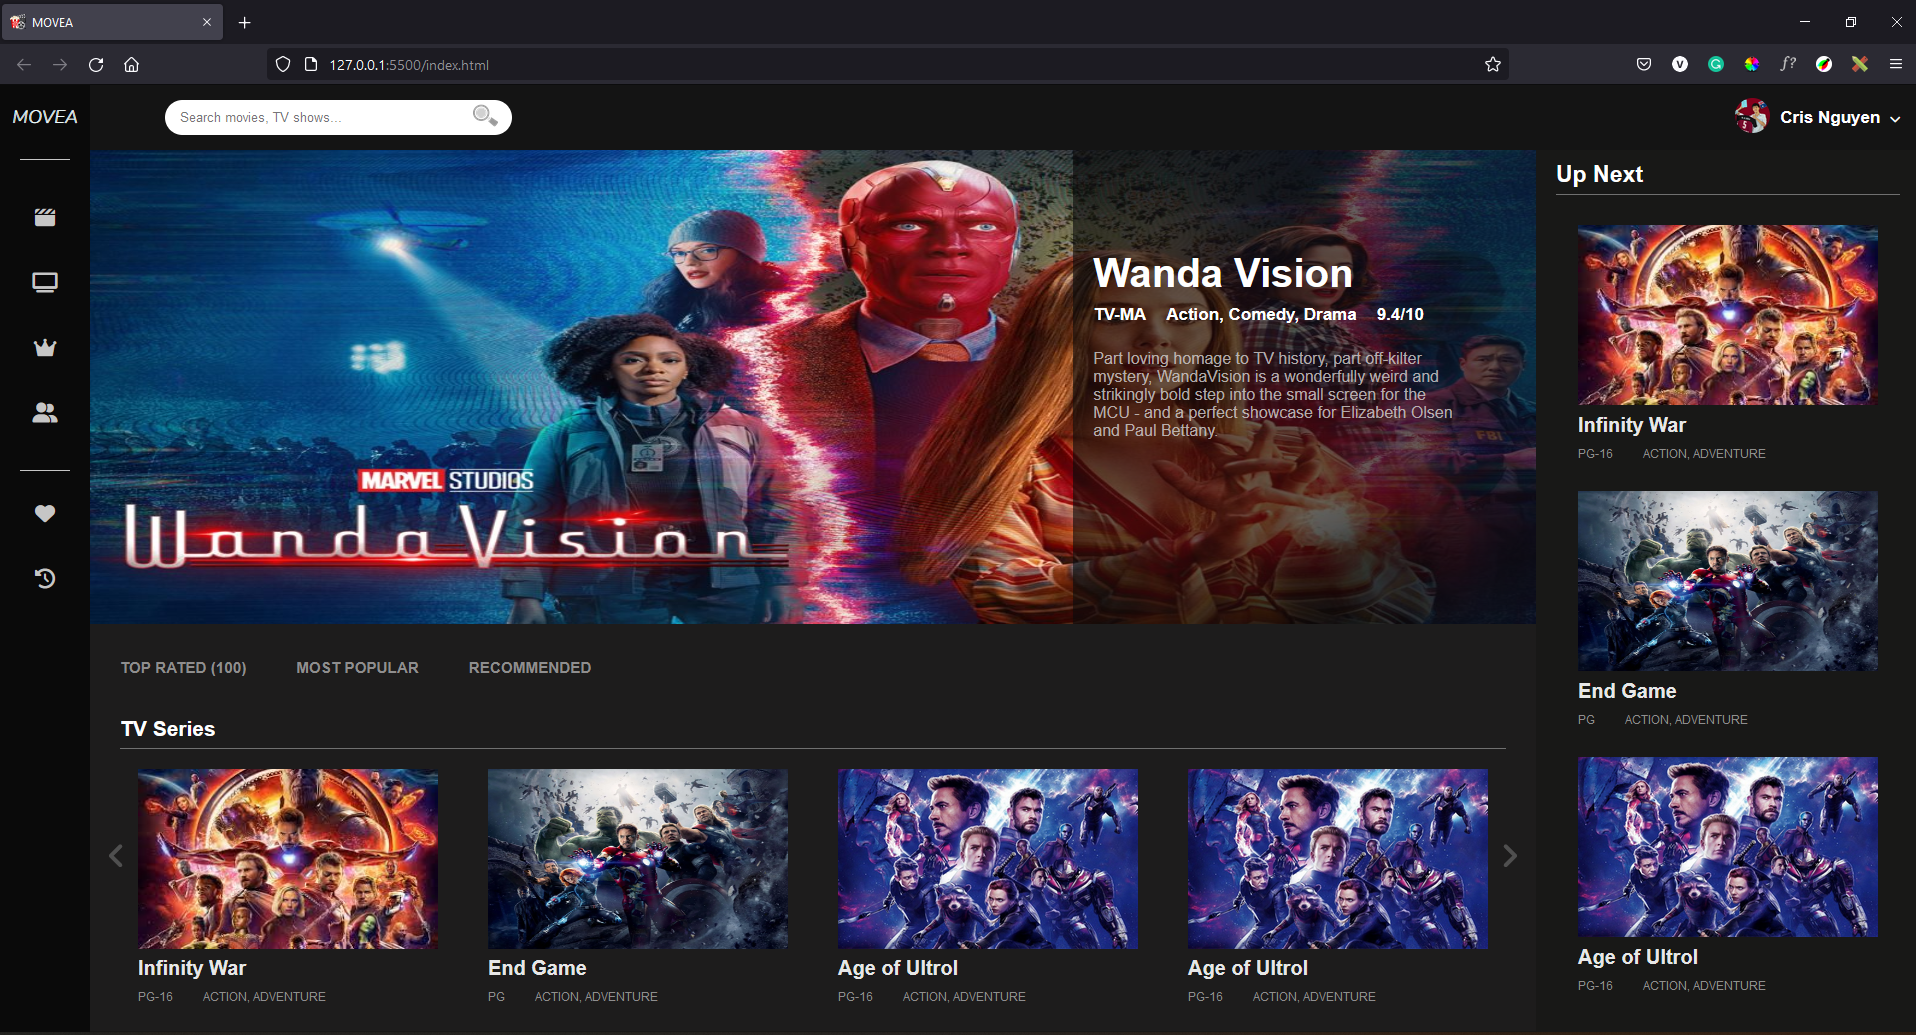 MOVEA
127.0.0.1:5500/index.html
MOVEA
Search movies, TV shows...
Cris Nguyen
MARVEL STUDIOS
WandaVision
Wanda Vision
TV-MA Action, Comedy, Drama 9.4/10
Part loving homage to TV history, part off-kilter
mystery, WandaVision is a wonderfully weird and
strikingly bold step into the small screen for the
MCU - and a perfect showcase for Elizabeth Olsen
and Paul Bettany.
FBI
TOP RATED (100) MOST POPULAR RECOMMENDED
TV Series
Infinity War
PG-16 ACTION, ADVENTURE
End Game
PG ACTION, ADVENTURE
Age of Ultrol
PG-16 ACTION, ADVENTURE
Age of Ultrol
PG-16 ACTION, ADVENTURE
Up Next
Infinity War
PG-16 ACTION, ADVENTURE
End Game
PG ACTION, ADVENTURE
Age of Ultrol
PG-16 ACTION, ADVENTURE